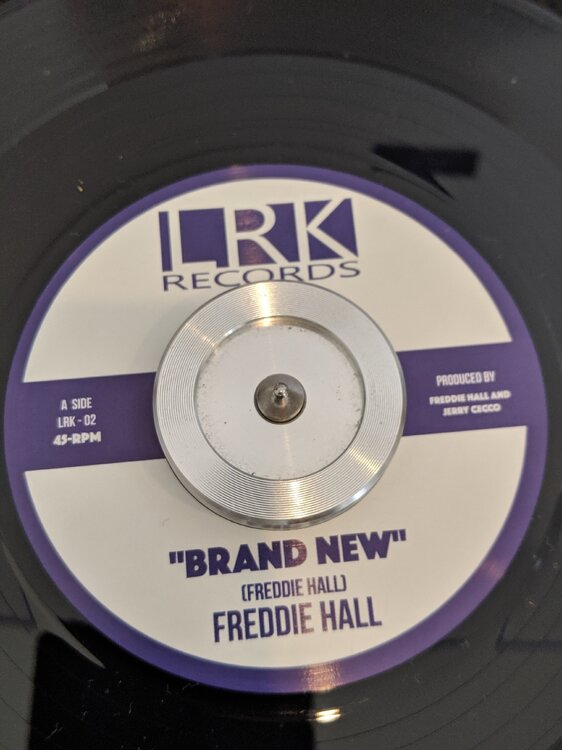 LRK
RECORDS
A SIDE
LRK - 02
45-RPM
PRODUCED BY
FREDDIE HALL AND
JERRY CECCO
"BRAND NEW"
(FREDDIE HALL)
FREDDIE HALL